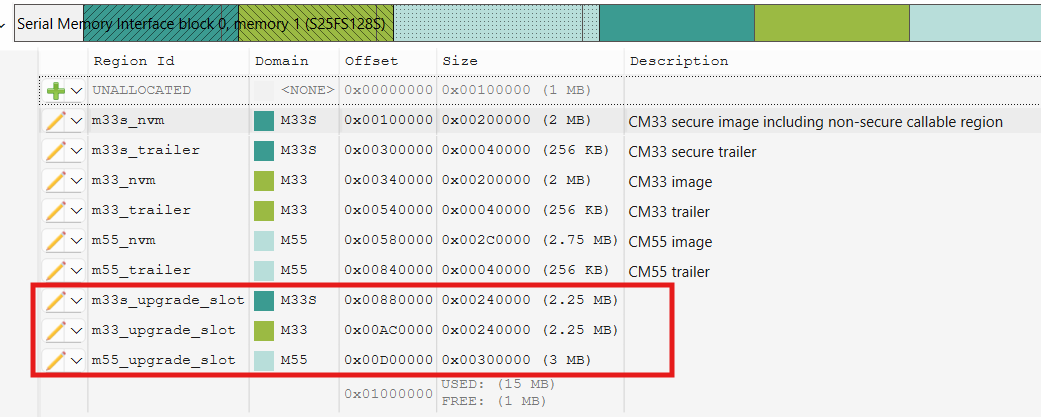 Serial Memory Interface block 0, memory 1 (S25FS128S)
Region Id Domain Offset Size Description
UNALLOCATED <NONE> 0x00000000 0x00100000 (1 MB)
m33s_nvm M33S 0x00100000 0x00200000 (2 MB) CM33 secure image including non-secure callable region
m33s_trailer M33S 0x00300000 0x00040000 (256 KB) CM33 secure trailer
m33_nvm M33 0x00340000 0x00200000 (2 MB) CM33 image
m33_trailer M33 0x00540000 0x00040000 (256 KB) CM33 trailer
m55_nvm M55 0x00580000 0x002C0000 (2.75 MB) CM55 image
m55_trailer M55 0x00840000 0x00040000 (256 KB) CM55 trailer
m33s_upgrade_slot M33S 0x00880000 0x00240000 (2.25 MB)
m33_upgrade_slot M33 0x00AC0000 0x00240000 (2.25 MB)
m55_upgrade_slot M55 0x00D00000 0x00300000 (3 MB)
0x01000000 USED: (15 MB)
FREE: (1 MB)